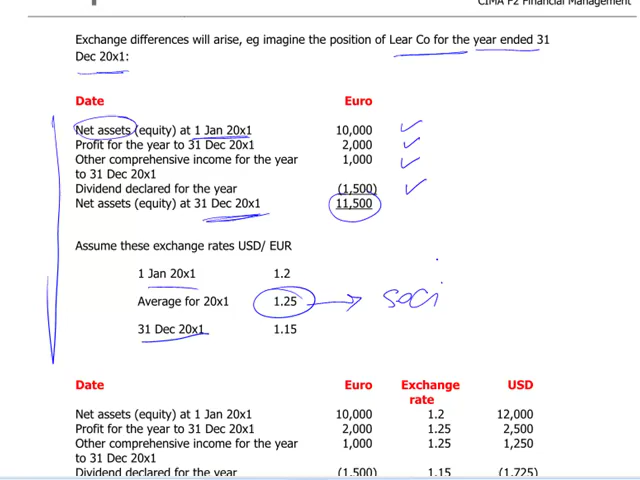 CIMA F2 Financial Management
Exchange differences will arise, eg imagine the position of Lear Co for the year ended 31
Dec 20x1:
Date Euro
Net assets (equity) at 1 Jan 20x1 10,000
Profit for the year to 31 Dec 20x1 2,000
Other comprehensive income for the year 1,000
to 31 Dec 20x1
Dividend declared for the year (1,500)
Net assets (equity) at 31 Dec 20x1 11,500
Assume these exchange rates USD/ EUR
1 Jan 20x1 1.2
Average for 20x1 1.25 soci
31 Dec 20x1 1.15
Date Euro Exchange USD
rate
Net assets (equity) at 1 Jan 20x1 10,000 1.2 12,000
Profit for the year to 31 Dec 20x1 2,000 1.25 2,500
Other comprehensive income for the year 1,000 1.25 1,250
to 31 Dec 20x1
Dividend declared for the year (1,500) 1.15 (1,725)